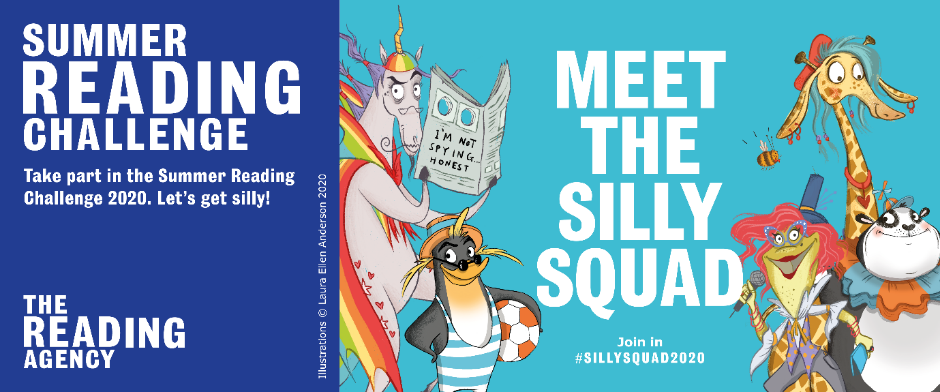 SUMMER
READING
CHALLENGE
Take part in the Summer Reading
Challenge 2020. Let's get silly!
THE
READING
AGENCY
Illustrations © Laura Ellen Anderson 2020
I'M NOT
SPYING...
HONEST
MEET
THE
SILLY
SQUAD
Join in
#SILLYSQUAD2020